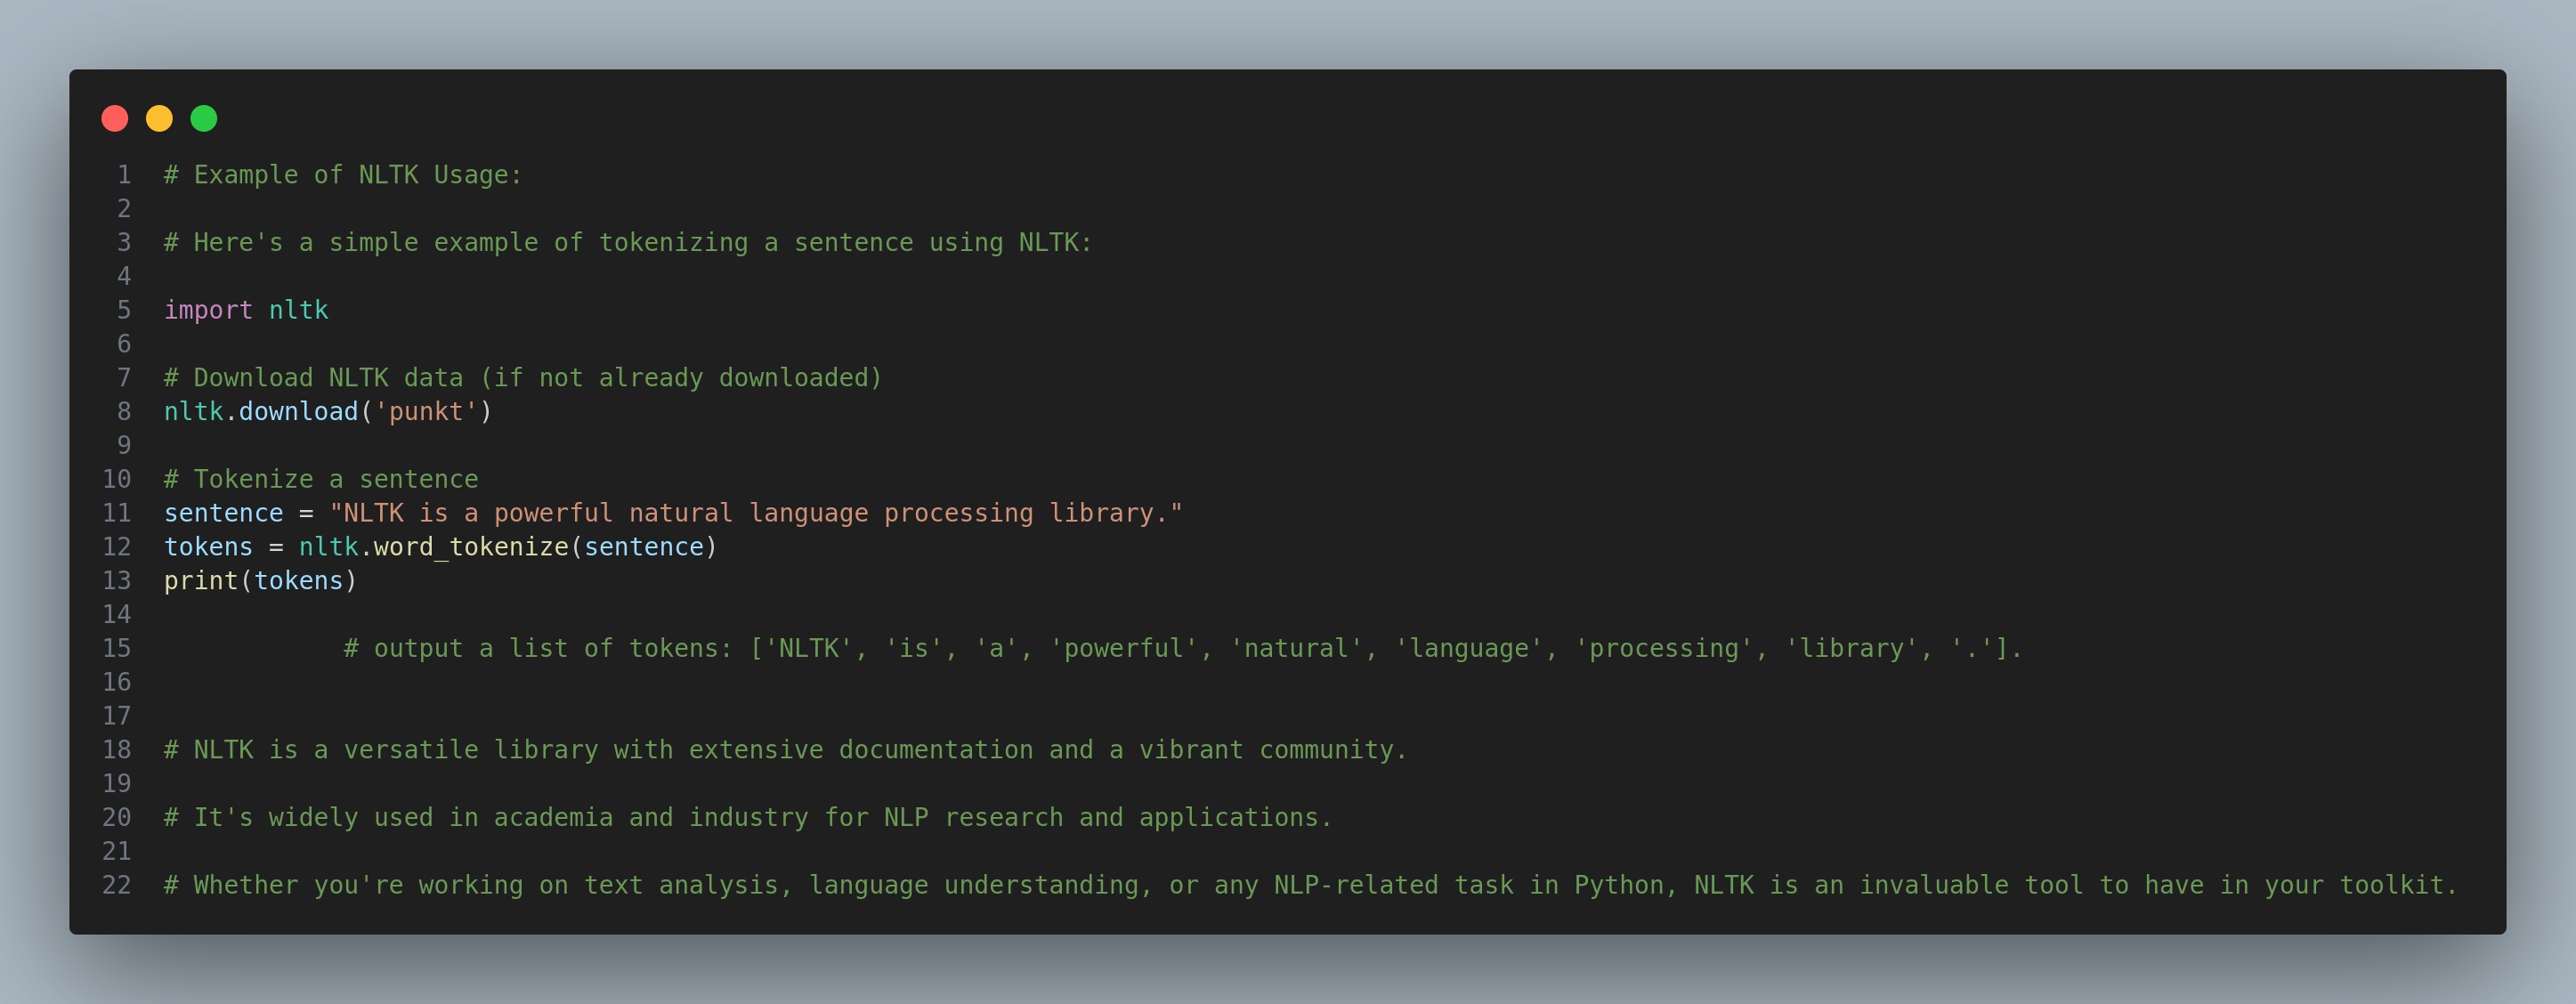 1 # Example of NLTK Usage:
2
3 # Here's a simple example of tokenizing a sentence using NLTK:
4
5 import nltk
6
7 # Download NLTK data (if not already downloaded)
8 nltk.download('punkt')
9
10 # Tokenize a sentence
11 sentence = "NLTK is a powerful natural language processing library."
12 tokens = nltk.word_tokenize(sentence)
13 print(tokens)
14
15             # output a list of tokens: ['NLTK', 'is', 'a', 'powerful', 'natural', 'language', 'processing', 'library', '.'].
16
17
18 # NLTK is a versatile library with extensive documentation and a vibrant community.
19
20 # It's widely used in academia and industry for NLP research and applications.
21
22 # Whether you're working on text analysis, language understanding, or any NLP-related task in Python, NLTK is an invaluable tool to have in your toolkit.